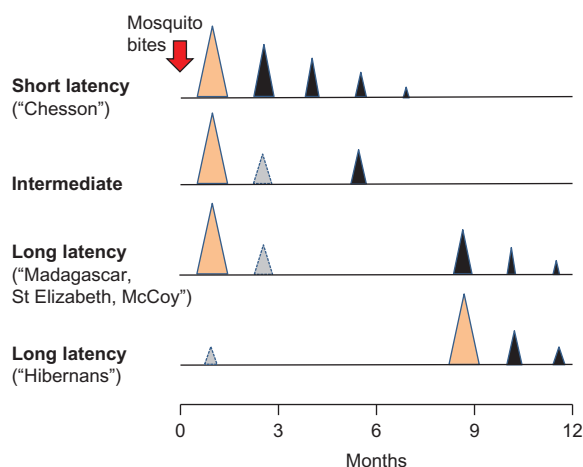 Mosquito
bites
Short latency
(“Chesson”)
Intermediate
Long latency
(“Madagascar,
St Elizabeth, McCoy”)
Long latency
(“Hibernans”)
0 3 6 9 12
Months